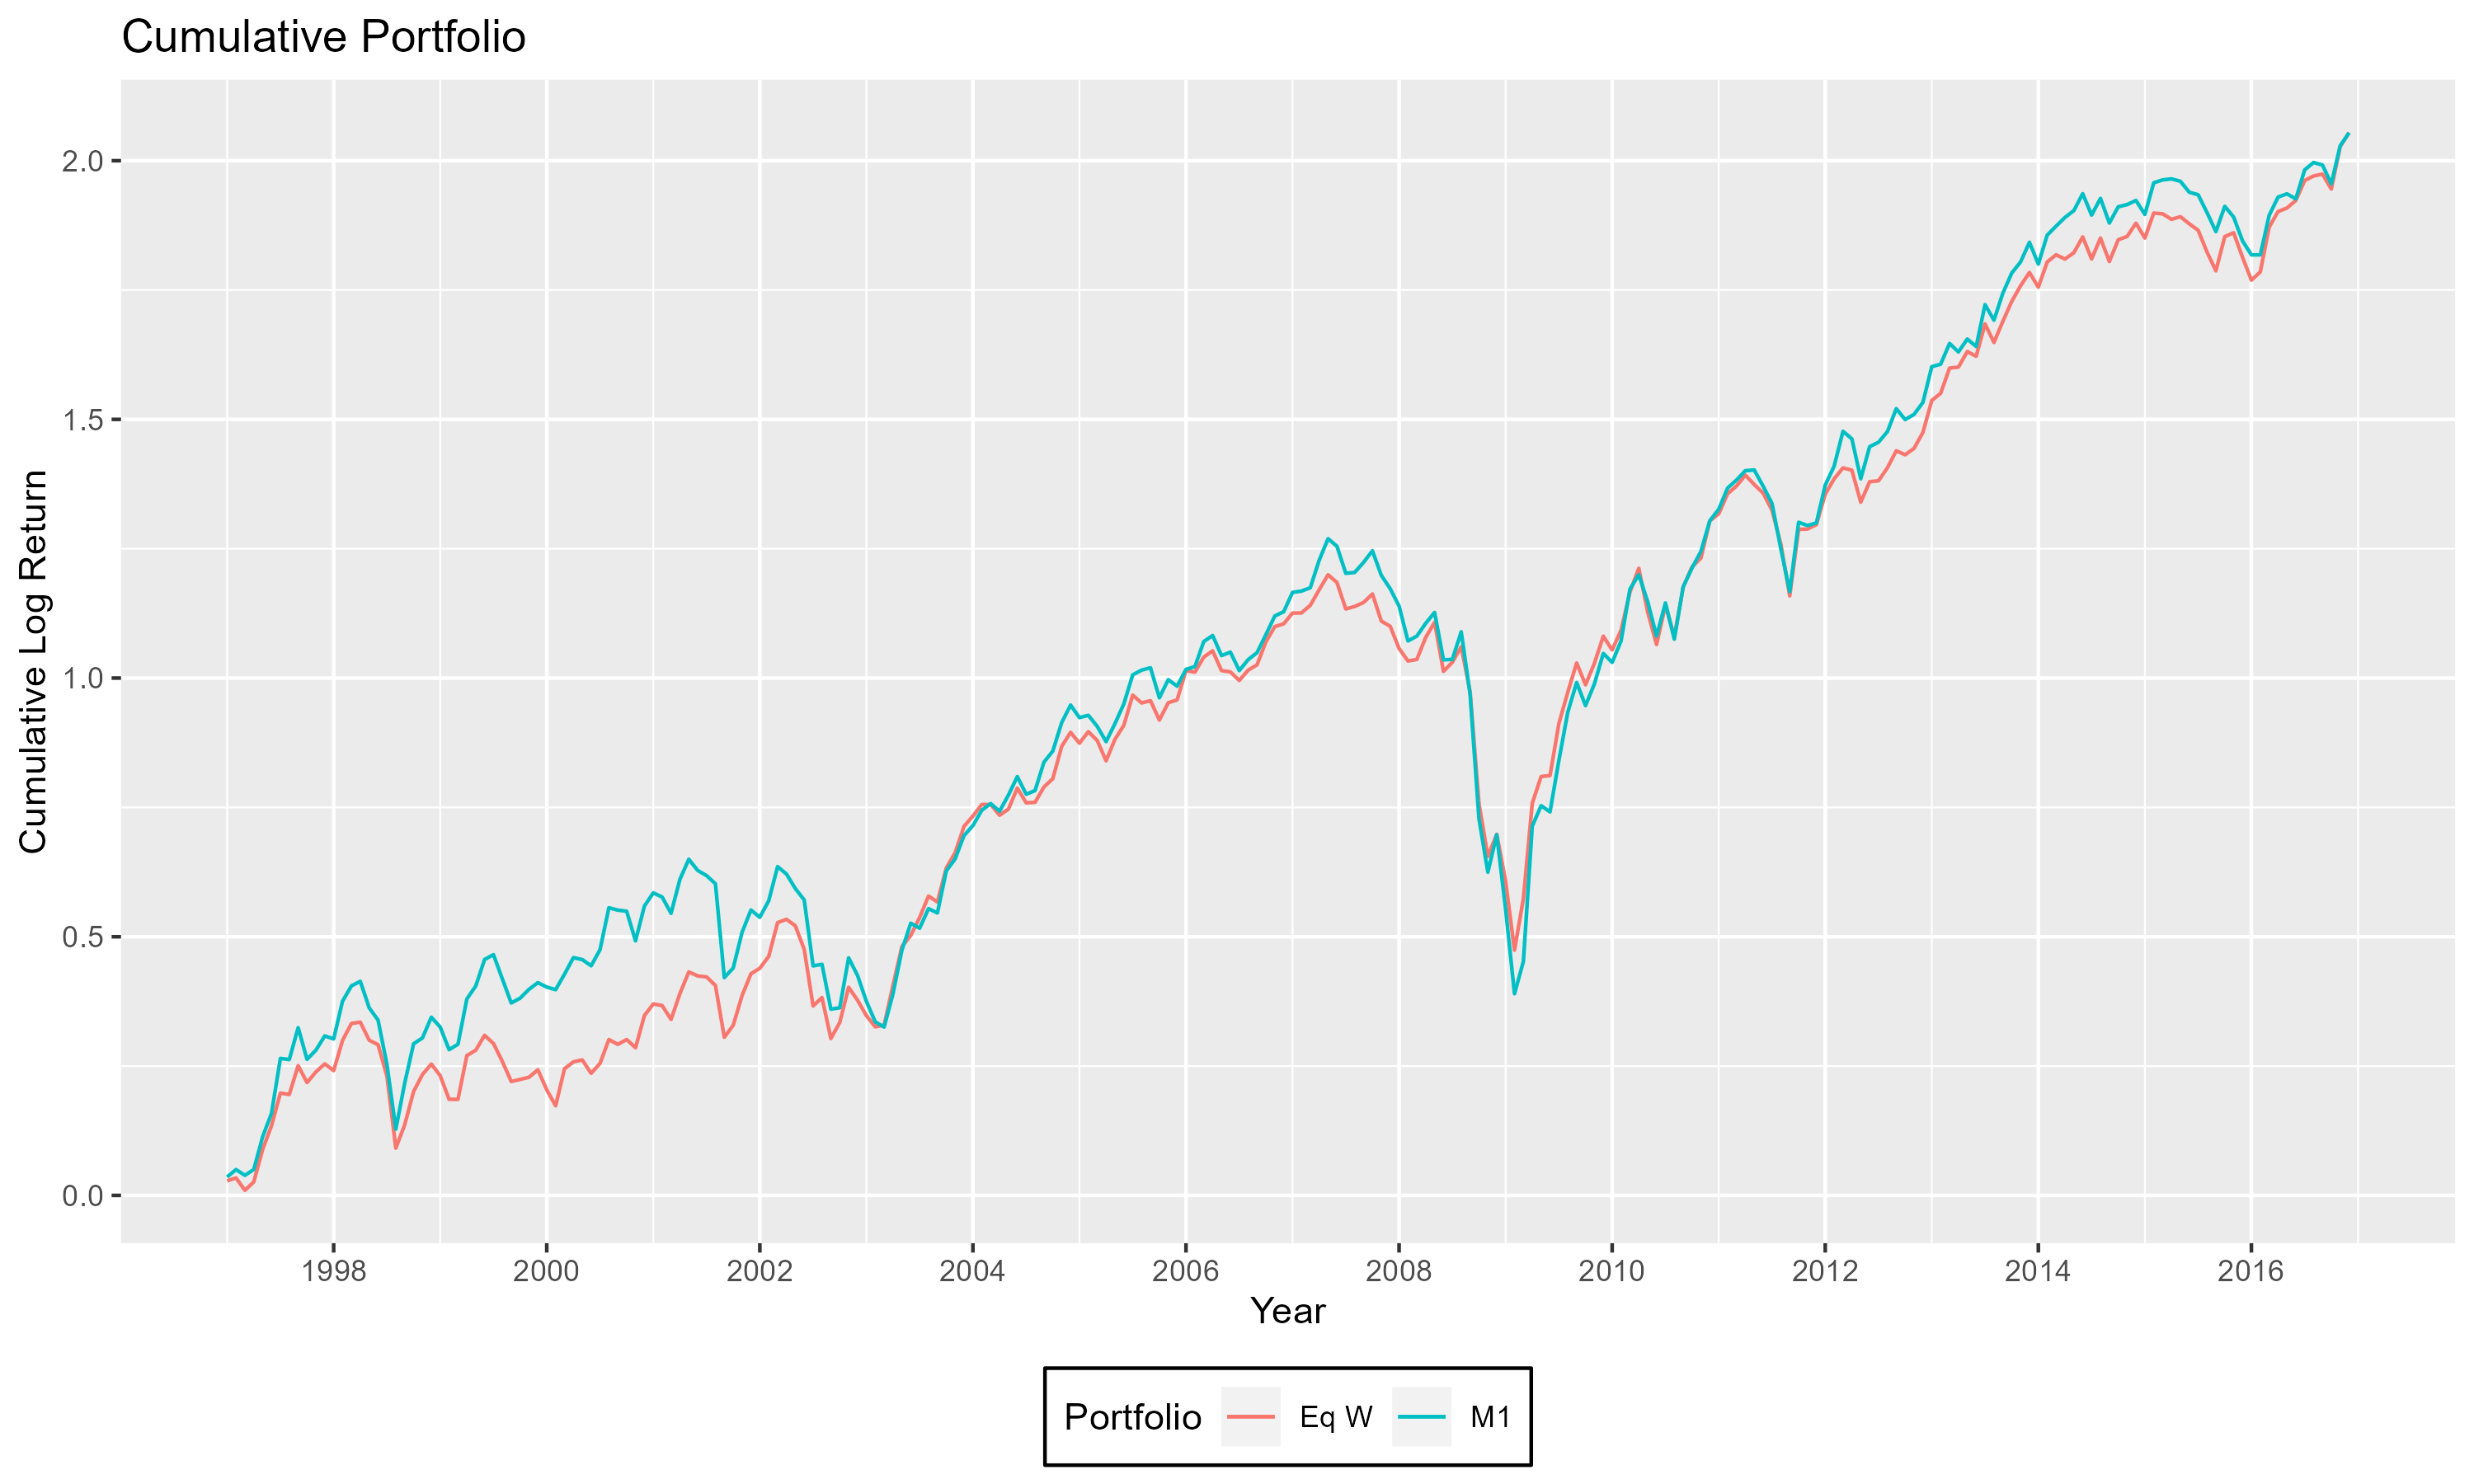 Cumulative Portfolio
Cumulative Log Return
2.0
1.5
1.0
0.5
0.0
1998 2000 2002 2004 2006 2008 2010 2012 2014 2016
Year
Portfolio Eq W M1